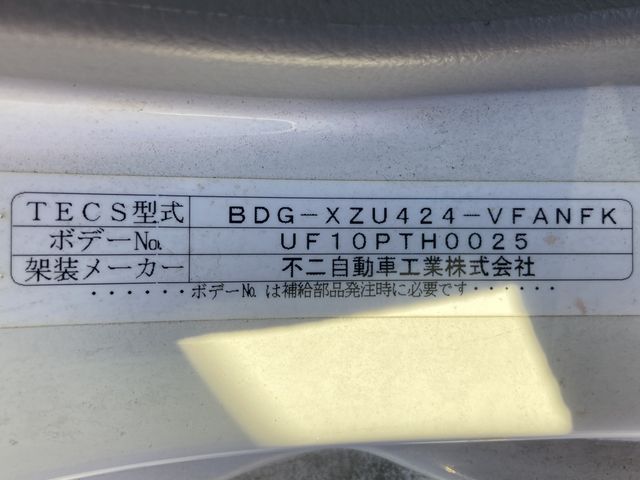 TECS型式 BDG-XZU424-VFANFK
ボデーNo. UF10PTH0025
架装メーカー 不二自動車工業株式会社
・・・・・・ボデーNo. は補給部品発注時に必要です・・・・・・